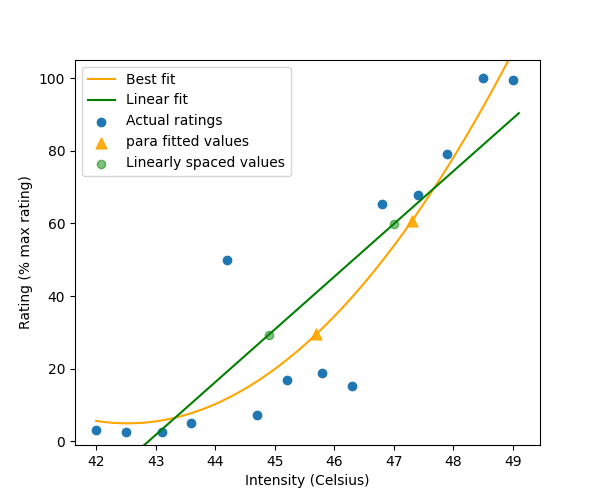 Best fit
Linear fit
Actual ratings
para fitted values
Linearly spaced values
100
80
60
40
20
0
Rating (% max rating)
42 43 44 45 46 47 48 49
Intensity (Celsius)